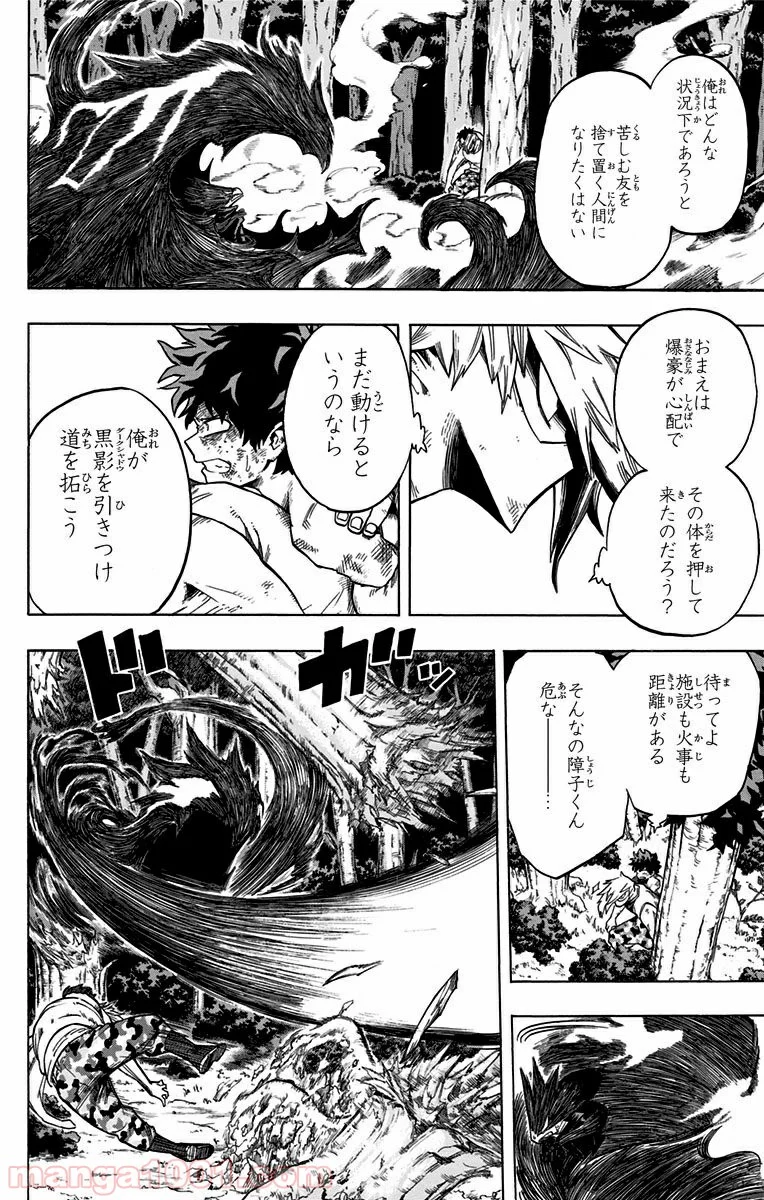 俺はどんな
状況下であろうと
苦しむ友を
捨て置く人間に
なりたくはない
おまえは
爆豪が心配で
その体を押して
来たのだろう？
まだ動けると
いうのなら
俺が
黒影を引きつけ
道を拓こう
待ってよ
施設も火事も
距離がある
そんなの障子くん
危な――…
ドガッ